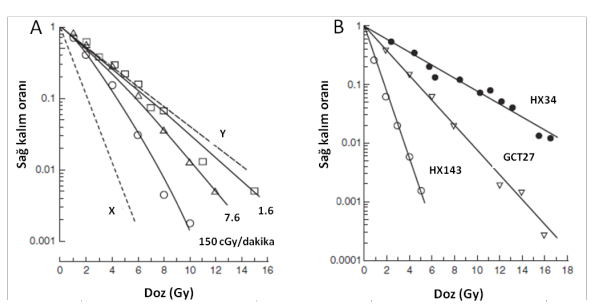 A
Sağ kalım oranı
1
0.1
0.01
0.001
X
Y
7.6
1.6
150 cGy/dakika
0 2 4 6 8 10 12 14 16
Doz (Gy)
B
Sağ kalım oranı
1
0.1
0.01
0.001
0.0001
HX34
GCT27
HX143
0 2 4 6 8 10 12 14 16 18
Doz (Gy)